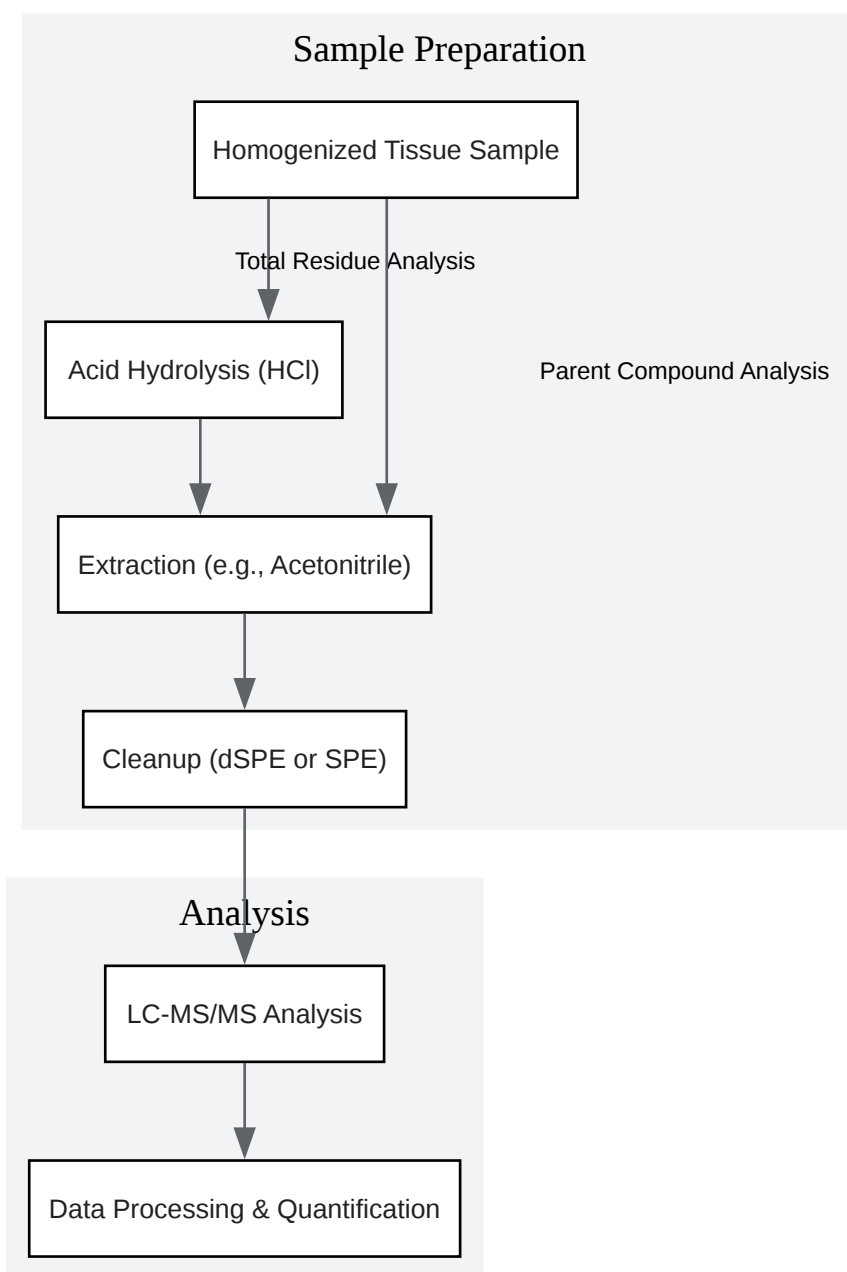 Sample Preparation
Homogenized Tissue Sample
Total Residue Analysis
Acid Hydrolysis (HCl)
Parent Compound Analysis
Extraction (e.g., Acetonitrile)
Cleanup (dSPE or SPE)
Analysis
LC-MS/MS Analysis
Data Processing & Quantification